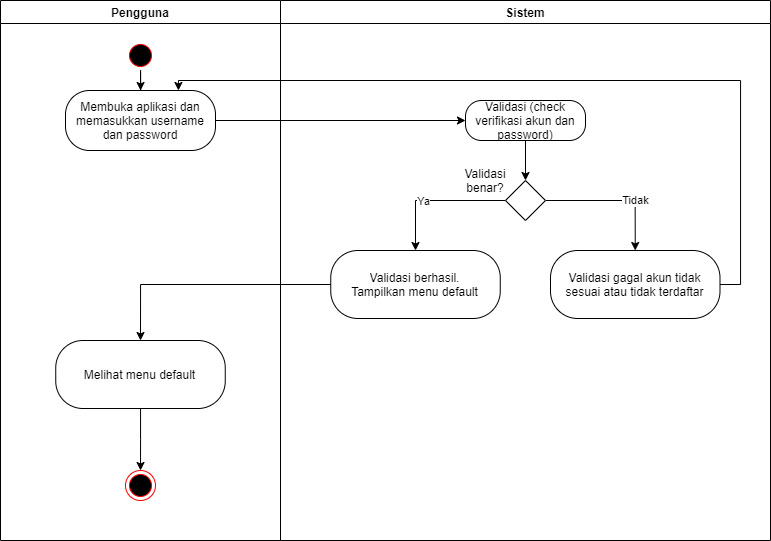 Pengguna
Sistem
Membuka aplikasi dan
memasukkan username
dan password
Validasi (check
verifikasi akun dan
password)
Validasi
benar?
Ya
Tidak
Validasi berhasil.
Tampilkan menu default
Validasi gagal akun tidak
sesuai atau tidak terdaftar
Melihat menu default